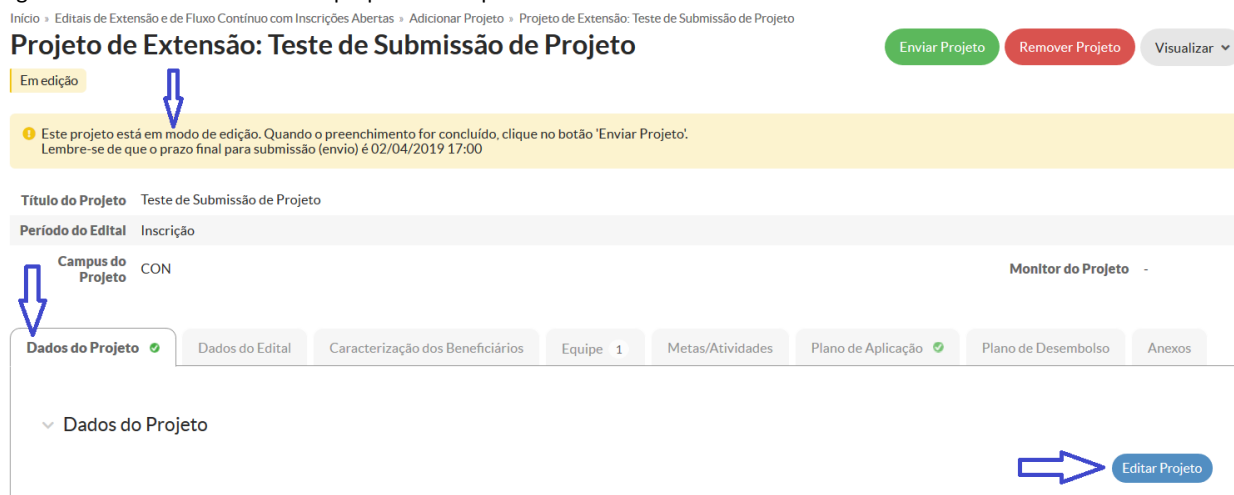 Início » Editais de Extensão e de Fluxo Contínuo com Inscrições Abertas » Adicionar Projeto » Projeto de Extensão: Teste de Submissão de Projeto
Projeto de Extensão: Teste de Submissão de Projeto
Enviar Projeto Remover Projeto Visualizar
Em edição
Este projeto está em modo de edição. Quando o preenchimento for concluído, clique no botão 'Enviar Projeto'.
Lembre-se de que o prazo final para submissão (envio) é 02/04/2019 17:00
Título do Projeto Teste de Submissão de Projeto
Período do Edital Inscrição
Campus do Projeto CON Monitor do Projeto -
Dados do Projeto Dados do Edital Caracterização dos Beneficiários Equipe 1 Metas/Atividades Plano de Aplicação Plano de Desembolso Anexos
Dados do Projeto
Editar Projeto